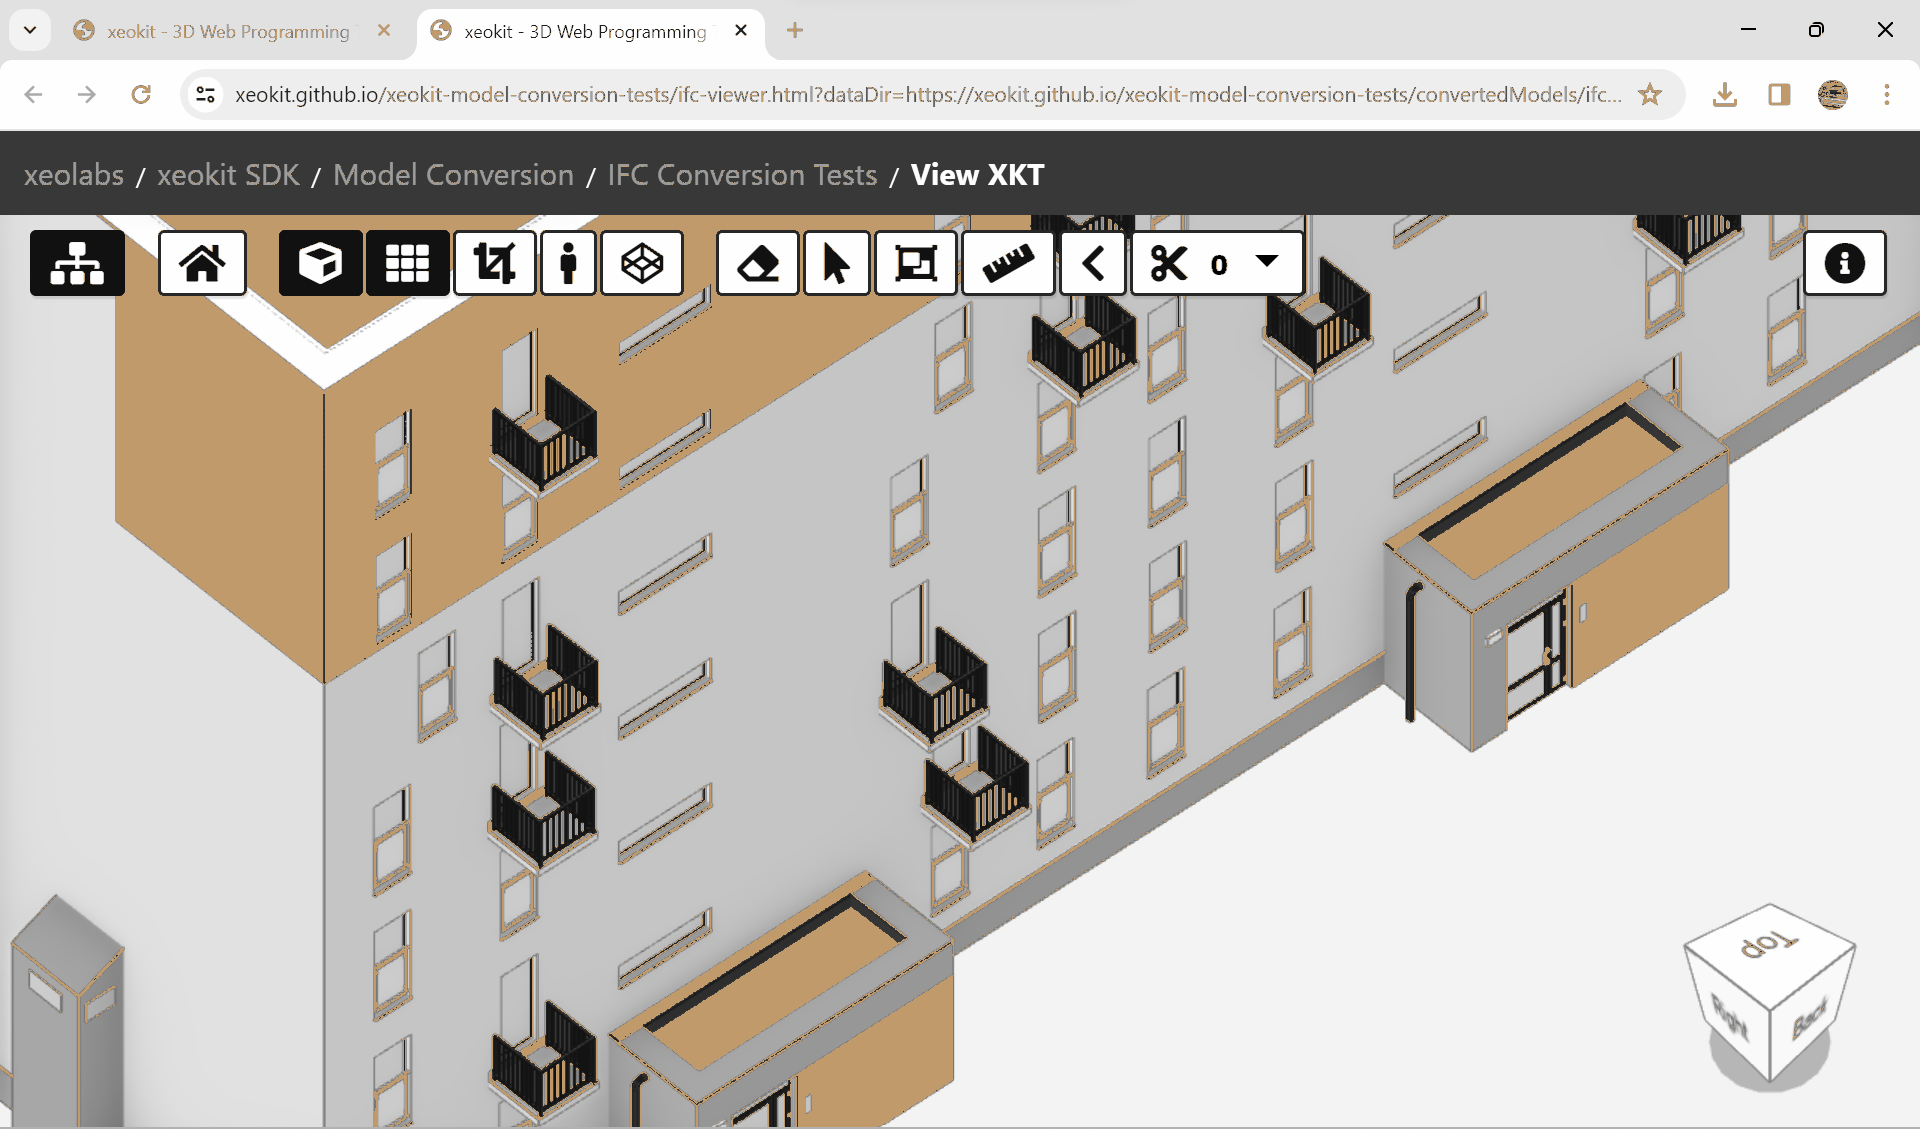 xeokit - 3D Web Programming
xeokit - 3D Web Programming
xeokit.github.io/xeokit-model-conversion-tests/ifc-viewer.html?dataDir=https://xeokit.github.io/xeokit-model-conversion-tests/convertedModels/ifc...
xeolabs / xeokit SDK / Model Conversion / IFC Conversion Tests / View XKT
0
Top
Right
Back